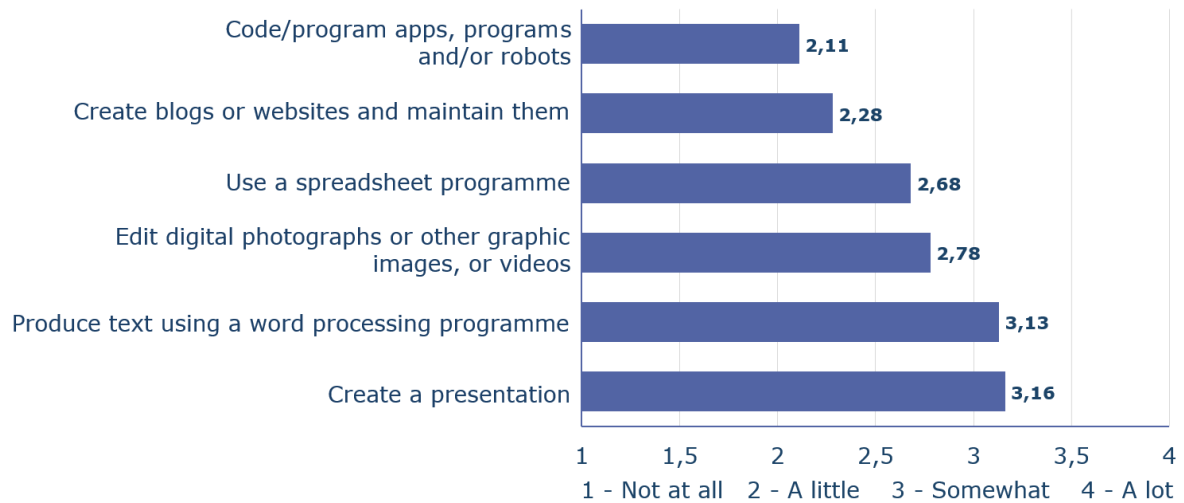 Code/program apps, programs
and/or robots
2,11
Create blogs or websites and maintain them
2,28
Use a spreadsheet programme
2,68
Edit digital photographs or other graphic
images, or videos
2,78
Produce text using a word processing programme
3,13
Create a presentation
3,16
1 1,5 2 2,5 3 3,5 4
1 - Not at all 2 - A little 3 - Somewhat 4 - A lot